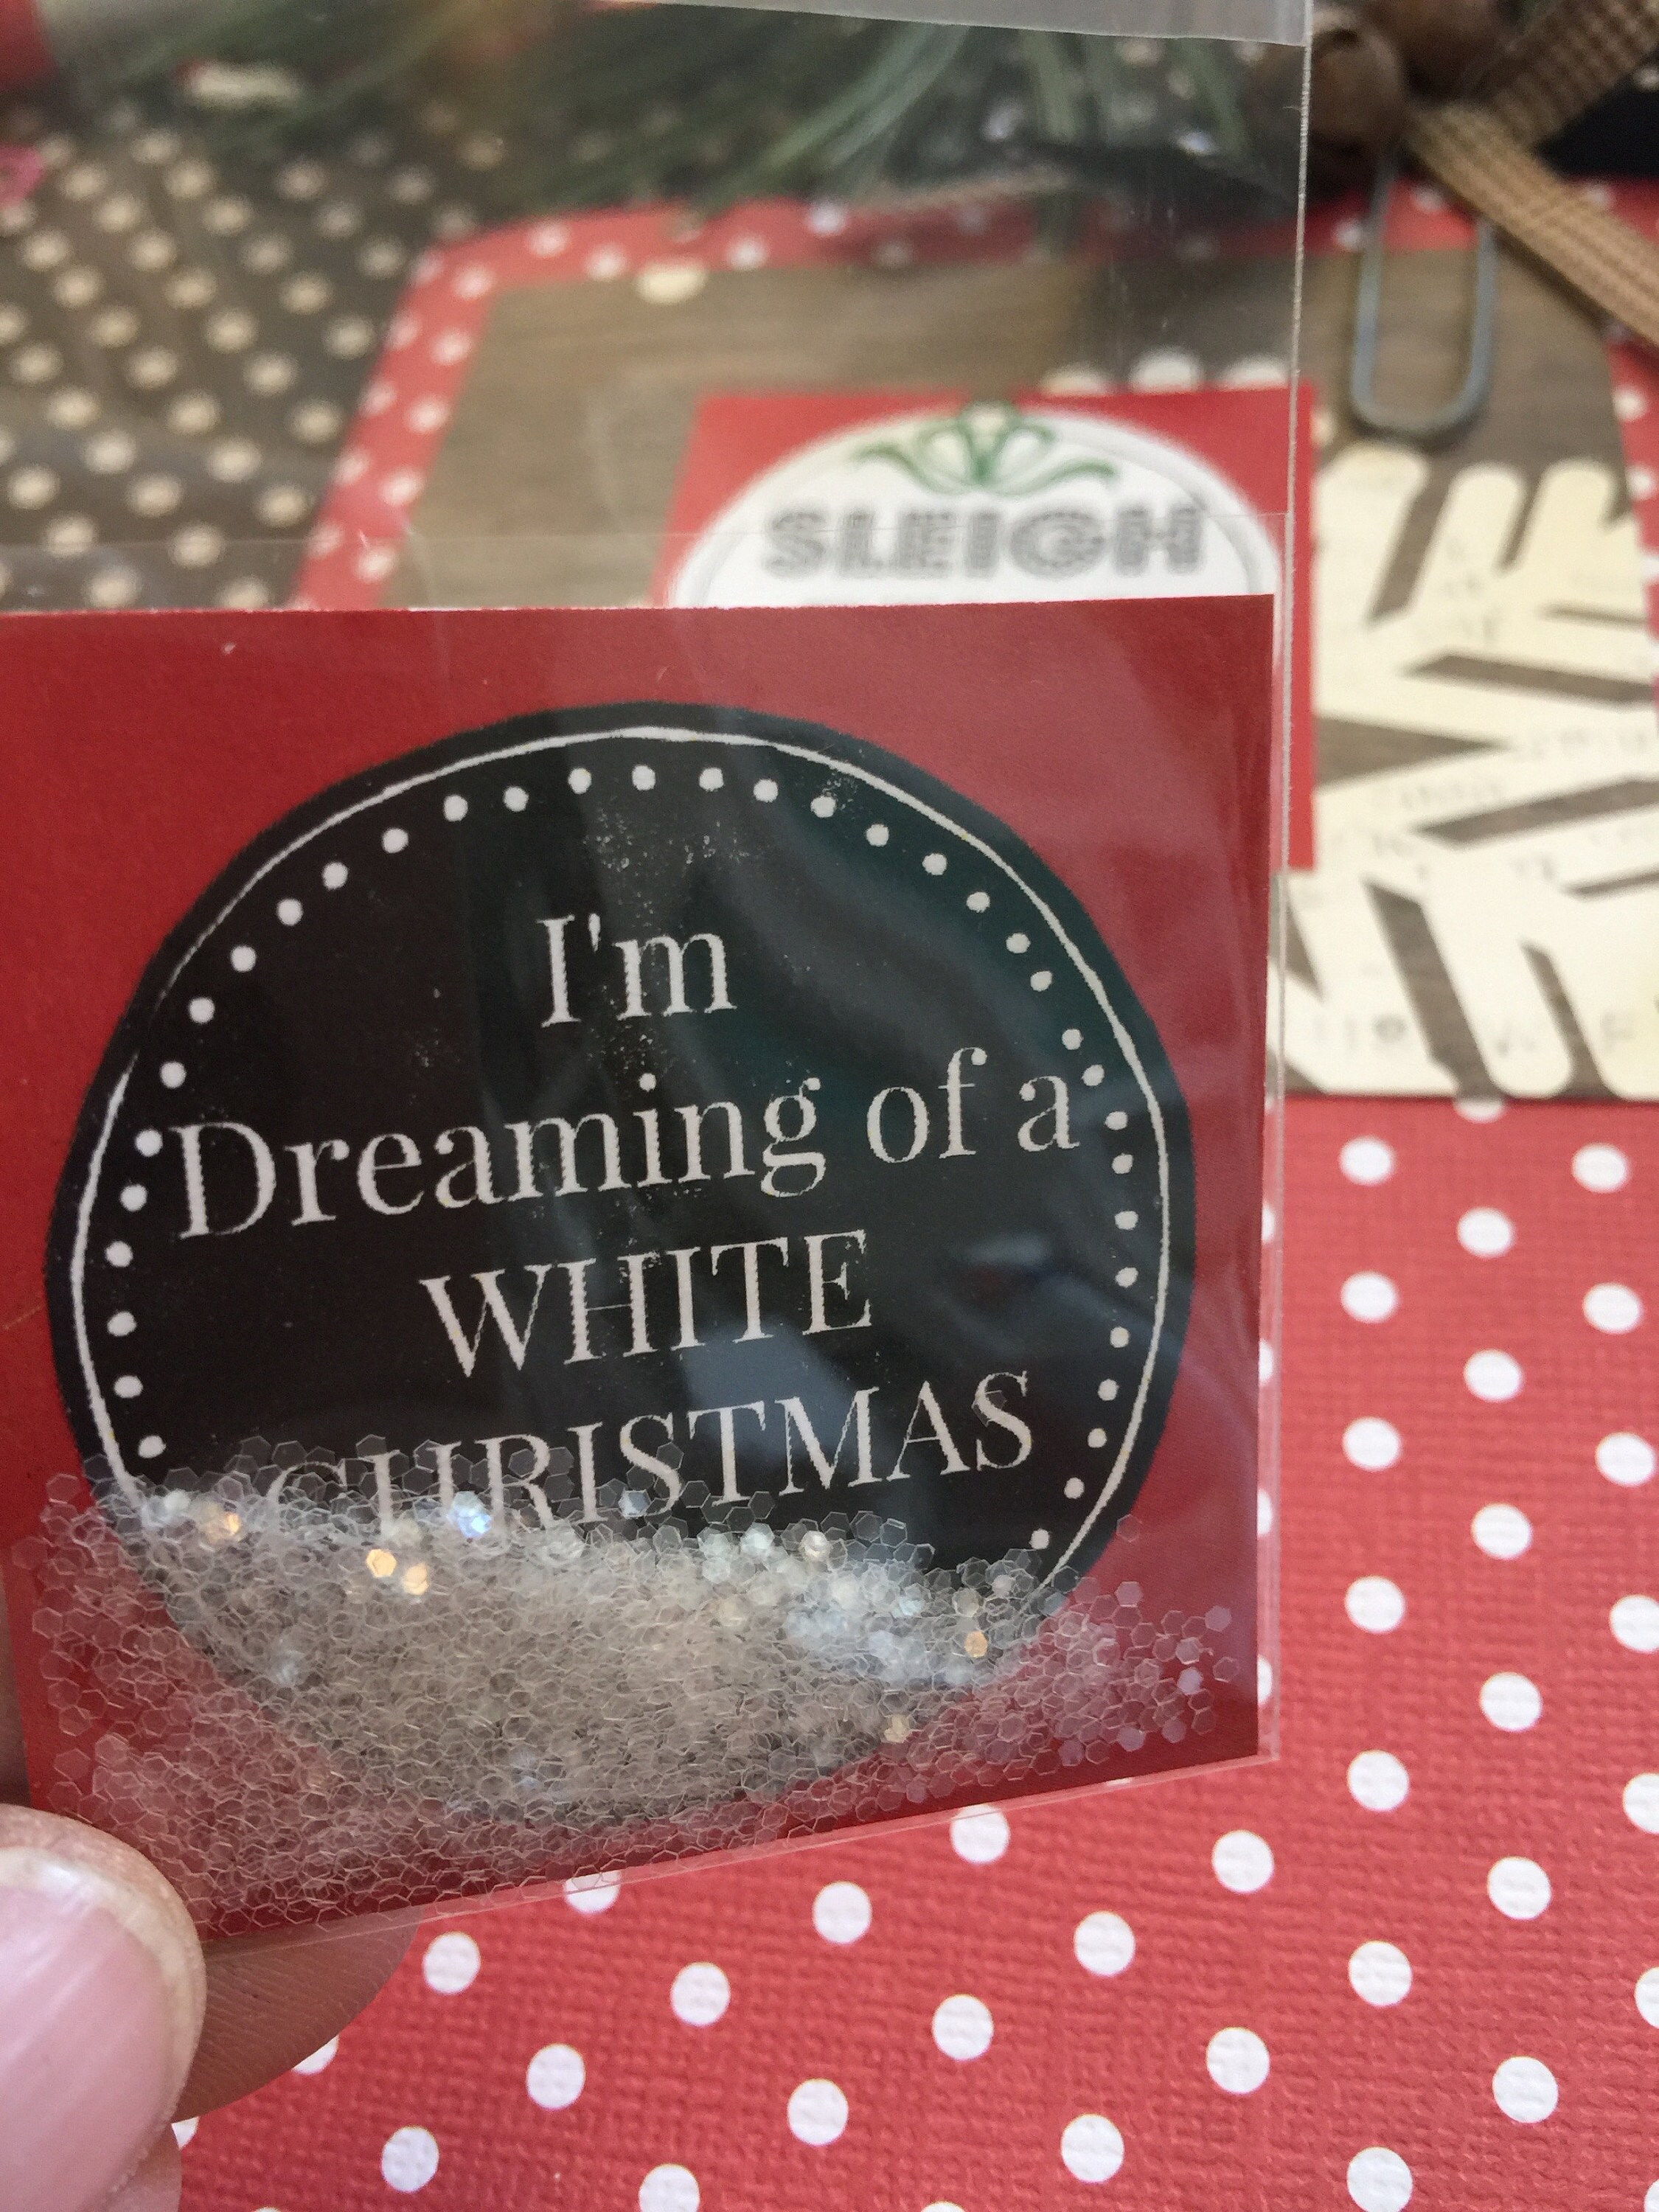 SLEIGH
I'm
Dreaming of a
WHITE
CHRISTMAS